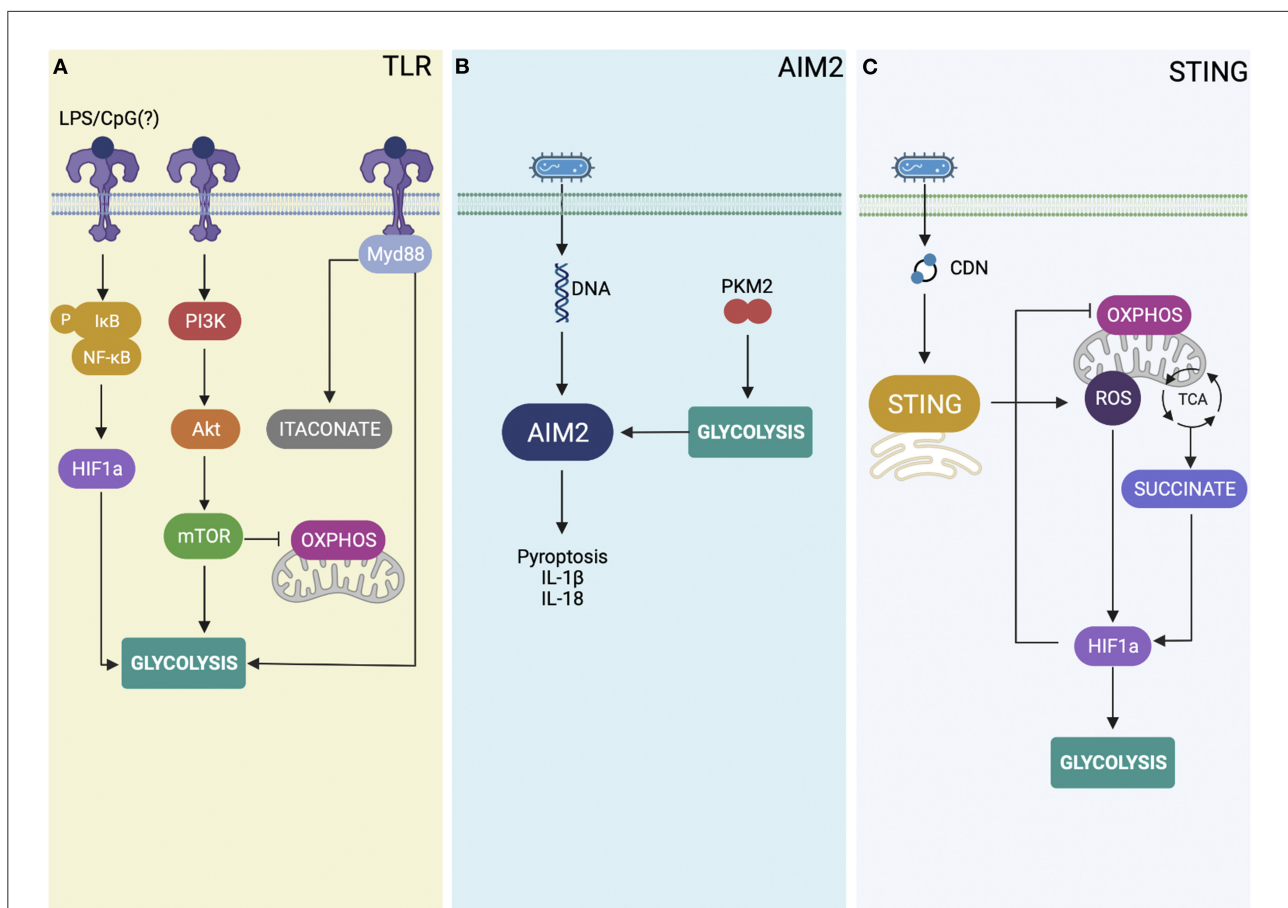 A
TLR
LPS/CpG(?)
Myd88
P
IκB
NF-κB
PI3K
HIF1a
Akt
ITACONATE
mTOR
OXPHOS
GLYCOLYSIS
B
AIM2
DNA
PKM2
AIM2
GLYCOLYSIS
Pyroptosis
IL-1β
IL-18
C
STING
CDN
OXPHOS
STING
ROS
TCA
SUCCINATE
HIF1a
GLYCOLYSIS